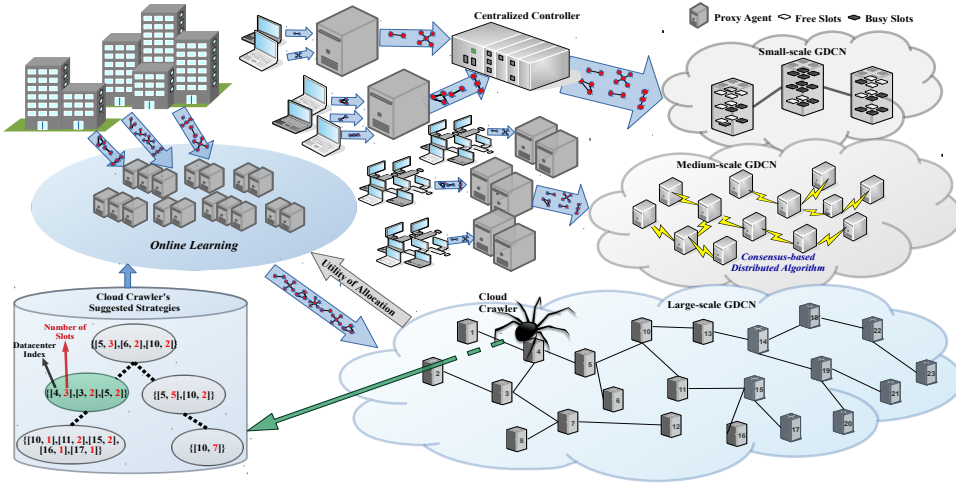 Centralized Controller
Proxy Agent
Free Slots
Busy Slots
Small-scale GDCN
Medium-scale GDCN
Consensus-based
Distributed Algorithm
Online Learning
Utility of Allocation
Cloud Crawler's
Suggested Strategies
Number of
Slots
Datacenter
Index
{[5, 3],[6, 2],[10, 2]}
{[4, 3],[3, 2],[5, 2]}
{[5, 5],[10, 2]}
{[10, 1],[11, 2],[15, 2],
[16, 1],[17, 1]}
{[10, 7]}
Cloud
Crawler
Large-scale GDCN
1
2
3
4
5
6
7
8
10
11
12
13
14
15
16
17
18
19
20
21
22
23